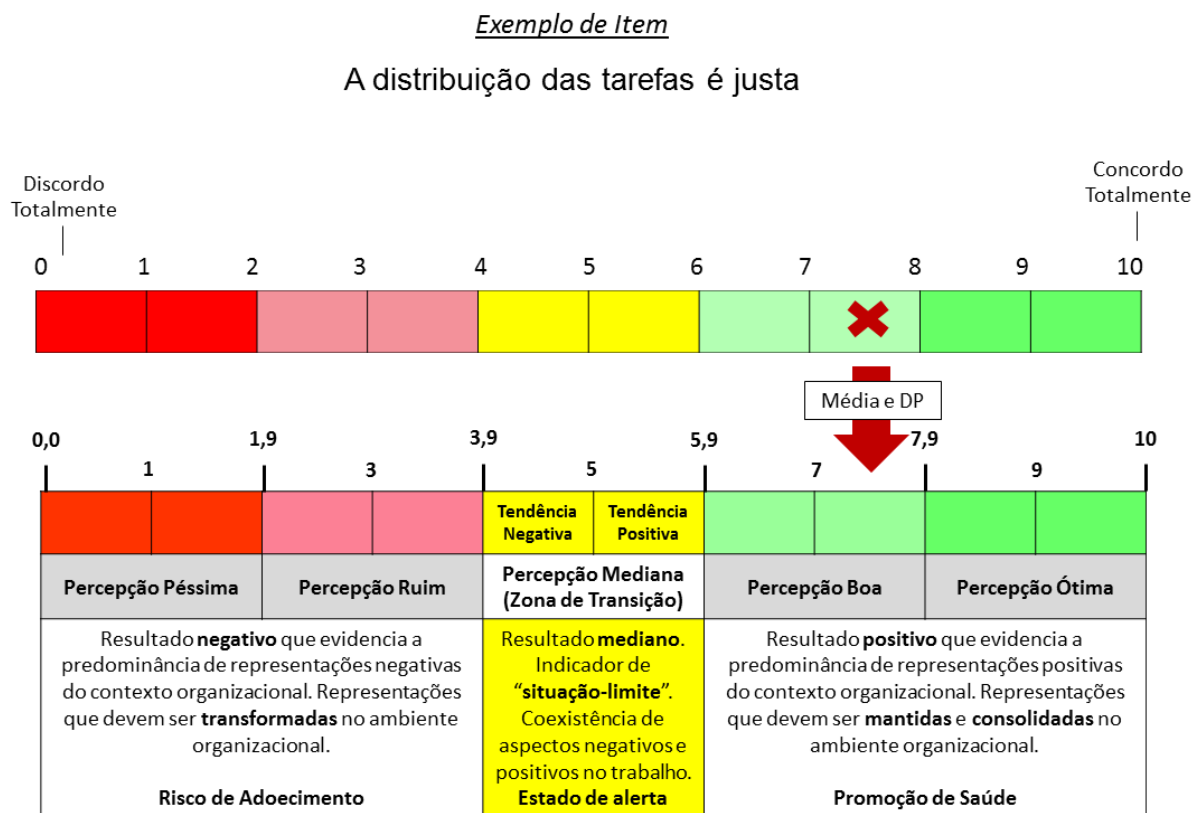 Exemplo de Item
A distribuição das tarefas é justa
Discordo
Totalmente
Concordo
Totalmente
0 1 2 3 4 5 6 7 8 9 10
Média e DP
0,0 1,9 3,9 5,9 7,9 10
1 3 5 7 9
Tendência
Negativa
Tendência
Positiva
Percepção Péssima
Percepção Ruim
Percepção Mediana
(Zona de Transição)
Percepção Boa
Percepção Ótima
Resultado negativo que evidencia a
predominância de representações negativas
do contexto organizacional. Representações
que devem ser transformadas no ambiente
organizacional.
Risco de Adoecimento
Resultado mediano.
Indicador de
“situação-limite”.
Coexistência de
aspectos negativos e
positivos no trabalho.
Estado de alerta
Resultado positivo que evidencia a
predominância de representações positivas
do contexto organizacional. Representações
que devem ser mantidas e consolidadas no
ambiente organizacional.
Promoção de Saúde